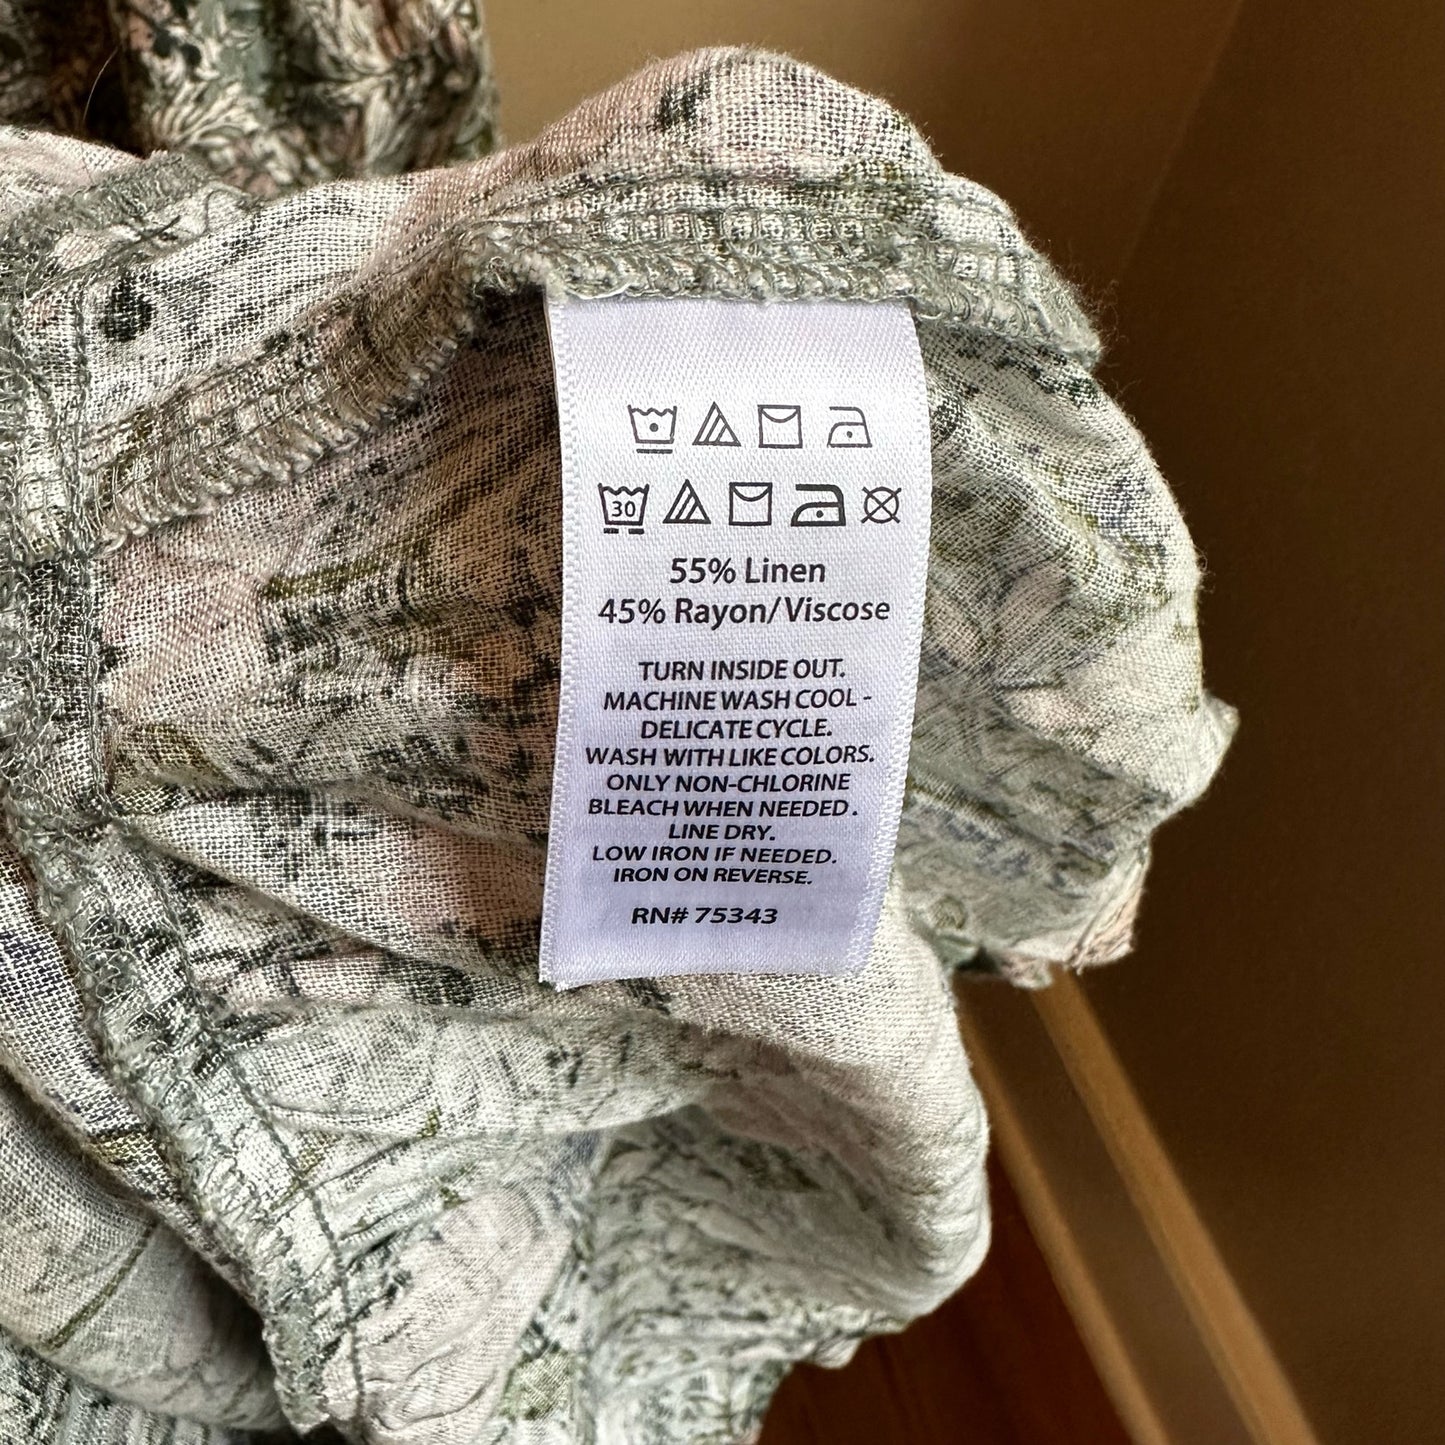 30
55% Linen
45% Rayon/Viscose
TURN INSIDE OUT.
MACHINE WASH COOL -
DELICATE CYCLE.
WASH WITH LIKE COLORS.
ONLY NON-CHLORINE
BLEACH WHEN NEEDED.
LINE DRY.
LOW IRON IF NEEDED.
IRON ON REVERSE.
RN# 75343